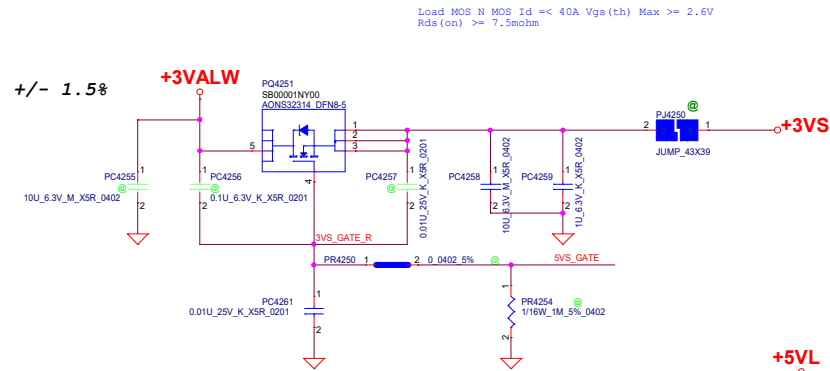 Load MOS N MOS Id =< 40A Vgs(th) Max >= 2.6V
Rds(on) >= 7.5mohm
+/- 1.5%
+3VALW
PQ4251
SB00001NY00
AONS32314_DFN8-5
@
PJ4250
+3VS
2
1
JUMP_43X39
1
2
3
5
4
PC4255
1
@
2
10U_6.3V_M_X5R_0402
PC4256
1
@
2
0.1U_6.3V_K_X5R_0201
PC4257
1
@
2
0.01U_25V_K_X5R_0201
PC4258
1
2
10U_6.3V_M_X5R_0402
PC4259
1
2
1U_6.3V_K_X5R_0402
3VS_GATE_R
PR4250
1
2
0_0402_5%
@
5VS_GATE
PC4261
1
2
0.01U_25V_K_X5R_0201
1
PR4254
@
1/16W_1M_5%_0402
2
+5VL